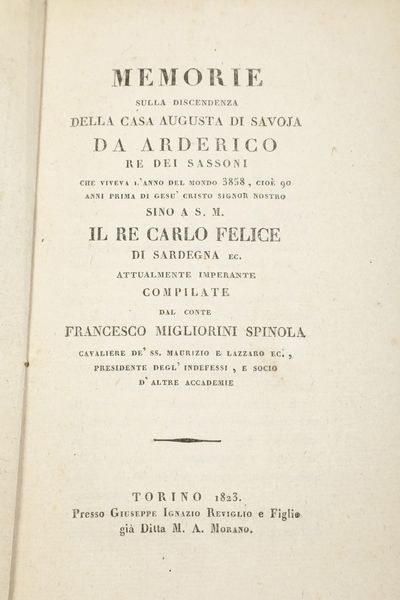 MEMORIE
SULLA DISCENDENZA
DELLA CASA AUGUSTA DI SAVOJA
DA ARDERICO
RE DEI SASSONI
CHE VIVEVA L'ANNO DEL MONDO 3858, CIOÈ 90
ANNI PRIMA DI GESU' CRISTO SIGNOR NOSTRO
SINO A S. M.
IL RE CARLO FELICE
DI SARDEGNA EC.
ATTUALMENTE IMPERANTE
COMPILATE
DAL CONTE
FRANCESCO MIGLIORINI SPINOLA
CAVALIERE DE' SS. MAURIZIO E LAZZARO EC.,
PRESIDENTE DEGL' INDEFESSI, E SOCIO
D'ALTRE ACCADEMIE
TORINO 1823.
Presso GIUSEPPE IGNAZIO REVIGLIO e Figlio
già Ditta M. A. MORANO.